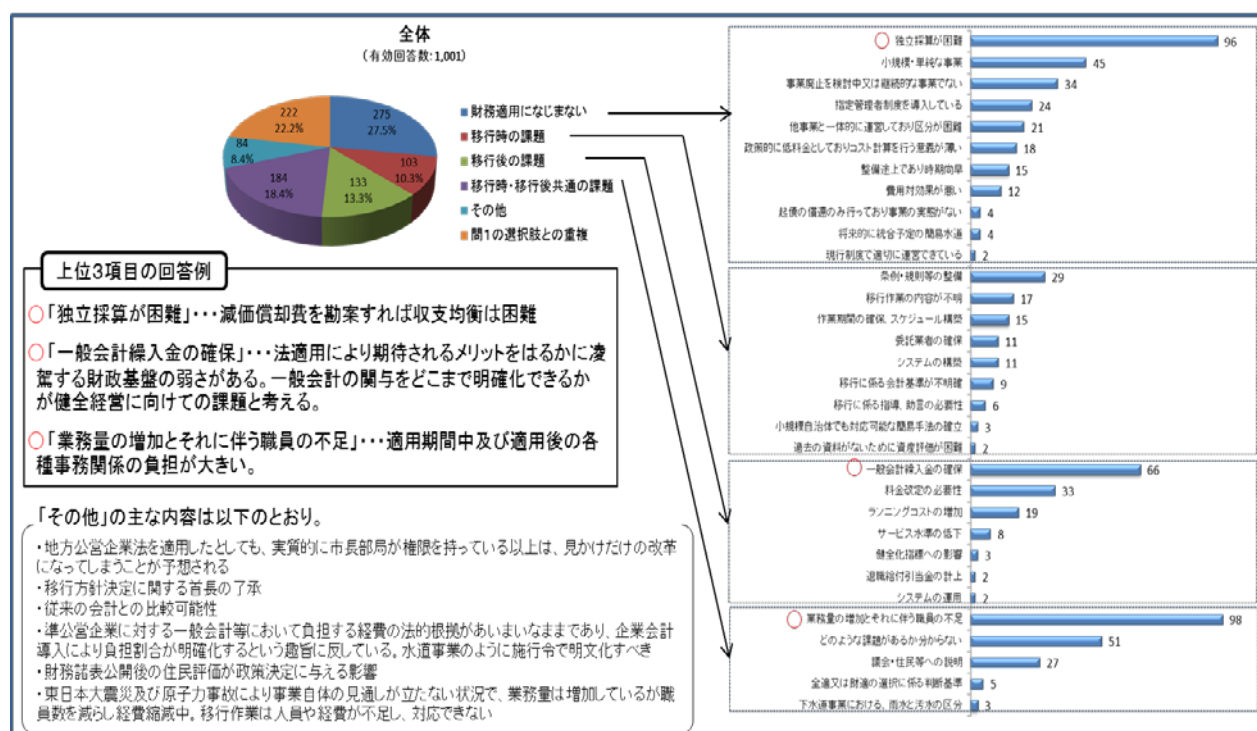 全体
(有効回答数:1,001)
222
22.2%
275
27.5%
84
8.4%
103
10.3%
184
18.4%
133
13.3%
財務適用になじまない
移行時の課題
移行後の課題
移行時・移行後共通の課題
その他
問1の選択肢との重複
上位3項目の回答例
○「独立採算が困難」・・・減価償却費を勘案すれば収支均衡は困難
○「一般会計繰入金の確保」・・・法適用により期待されるメリットをはるかに凌
駕する財政基盤の弱さがある。一般会計の関与をどこまで明確化できるか
が健全経営に向けての課題と考える。
○「業務量の増加とそれに伴う職員の不足」・・・適用期間中及び適用後の各
種事務関係の負担が大きい。
「その他」の主な内容は以下のとおり。
・地方公営企業法を適用したとしても、実質的に市長部局が権限を持っている以上は、見かけだけの改革
になってしまうことが予想される
・移行方針決定に関する首長の了承
・従来の会計との比較可能性
・準公営企業に対する一般会計等において負担する経費の法的根拠があいまいなままであり、企業会計
導入により負担割合が明確化するという趣旨に反している。水道事業のように施行令で明文化すべき
・財務諸表公開後の住民評価が政策決定に与える影響
・東日本大震災及び原子力事故により事業自体の見通しが立たない状況で、業務量は増加しているが職
員数を減らし経費縮減中。移行作業は人員や経費が不足し、対応できない
独立採算が困難 96
小規模・単純な事業 45
事業廃止を検討中又は継続的な事業でない 34
指定管理者制度を導入している 24
他事業と一体的に運営しており区分が困難 21
政策的に低料金としておりコスト計算を行う意義が薄い 18
整備途上であり時期尚早 15
費用対効果が悪い 12
起債の償還のみ行っており事業の実態がない 4
将来的に統合予定の簡易水道 4
現行制度で適切に運営できている 2
条例・規則等の整備 29
移行作業の内容が不明 17
作業期間の確保、スケジュール構築 15
委託業者の確保 11
システムの構築 11
移行に係る会計基準が不明確 9
移行に係る指導、助言の必要性 6
小規模自治体でも対応可能な簡易手法の確立 3
過去の資料がないために資産評価が困難 2
一般会計繰入金の確保 66
料金改定の必要性 33
ランニングコストの増加 19
サービス水準の低下 8
健全化指標への影響 3
退職給付引当金の計上 2
システムの運用 2
業務量の増加とそれに伴う職員の不足 98
どのような課題があるか分からない 51
議会・住民等への説明 27
全適又は財適の選択に係る判断基準 5
下水道事業における、雨水と汚水の区分 3